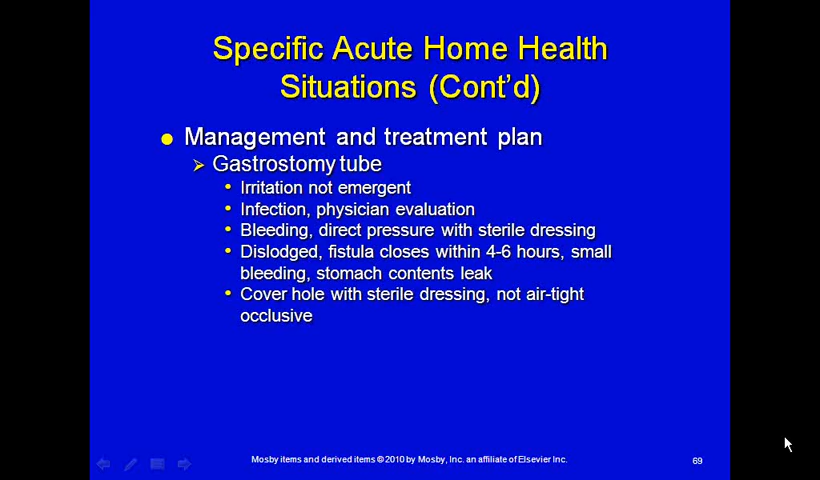 Specific Acute Home Health
Situations (Cont'd)
Management and treatment plan
Gastrostomy tube
Irritation not emergent
Infection, physician evaluation
Bleeding, direct pressure with sterile dressing
Dislodged, fistula closes within 4-6 hours, small
bleeding, stomach contents leak
Cover hole with sterile dressing, not air-tight
occlusive
Mosby items and derived items © 2010 by Mosby, Inc. an affiliate of Elsevier Inc.
69